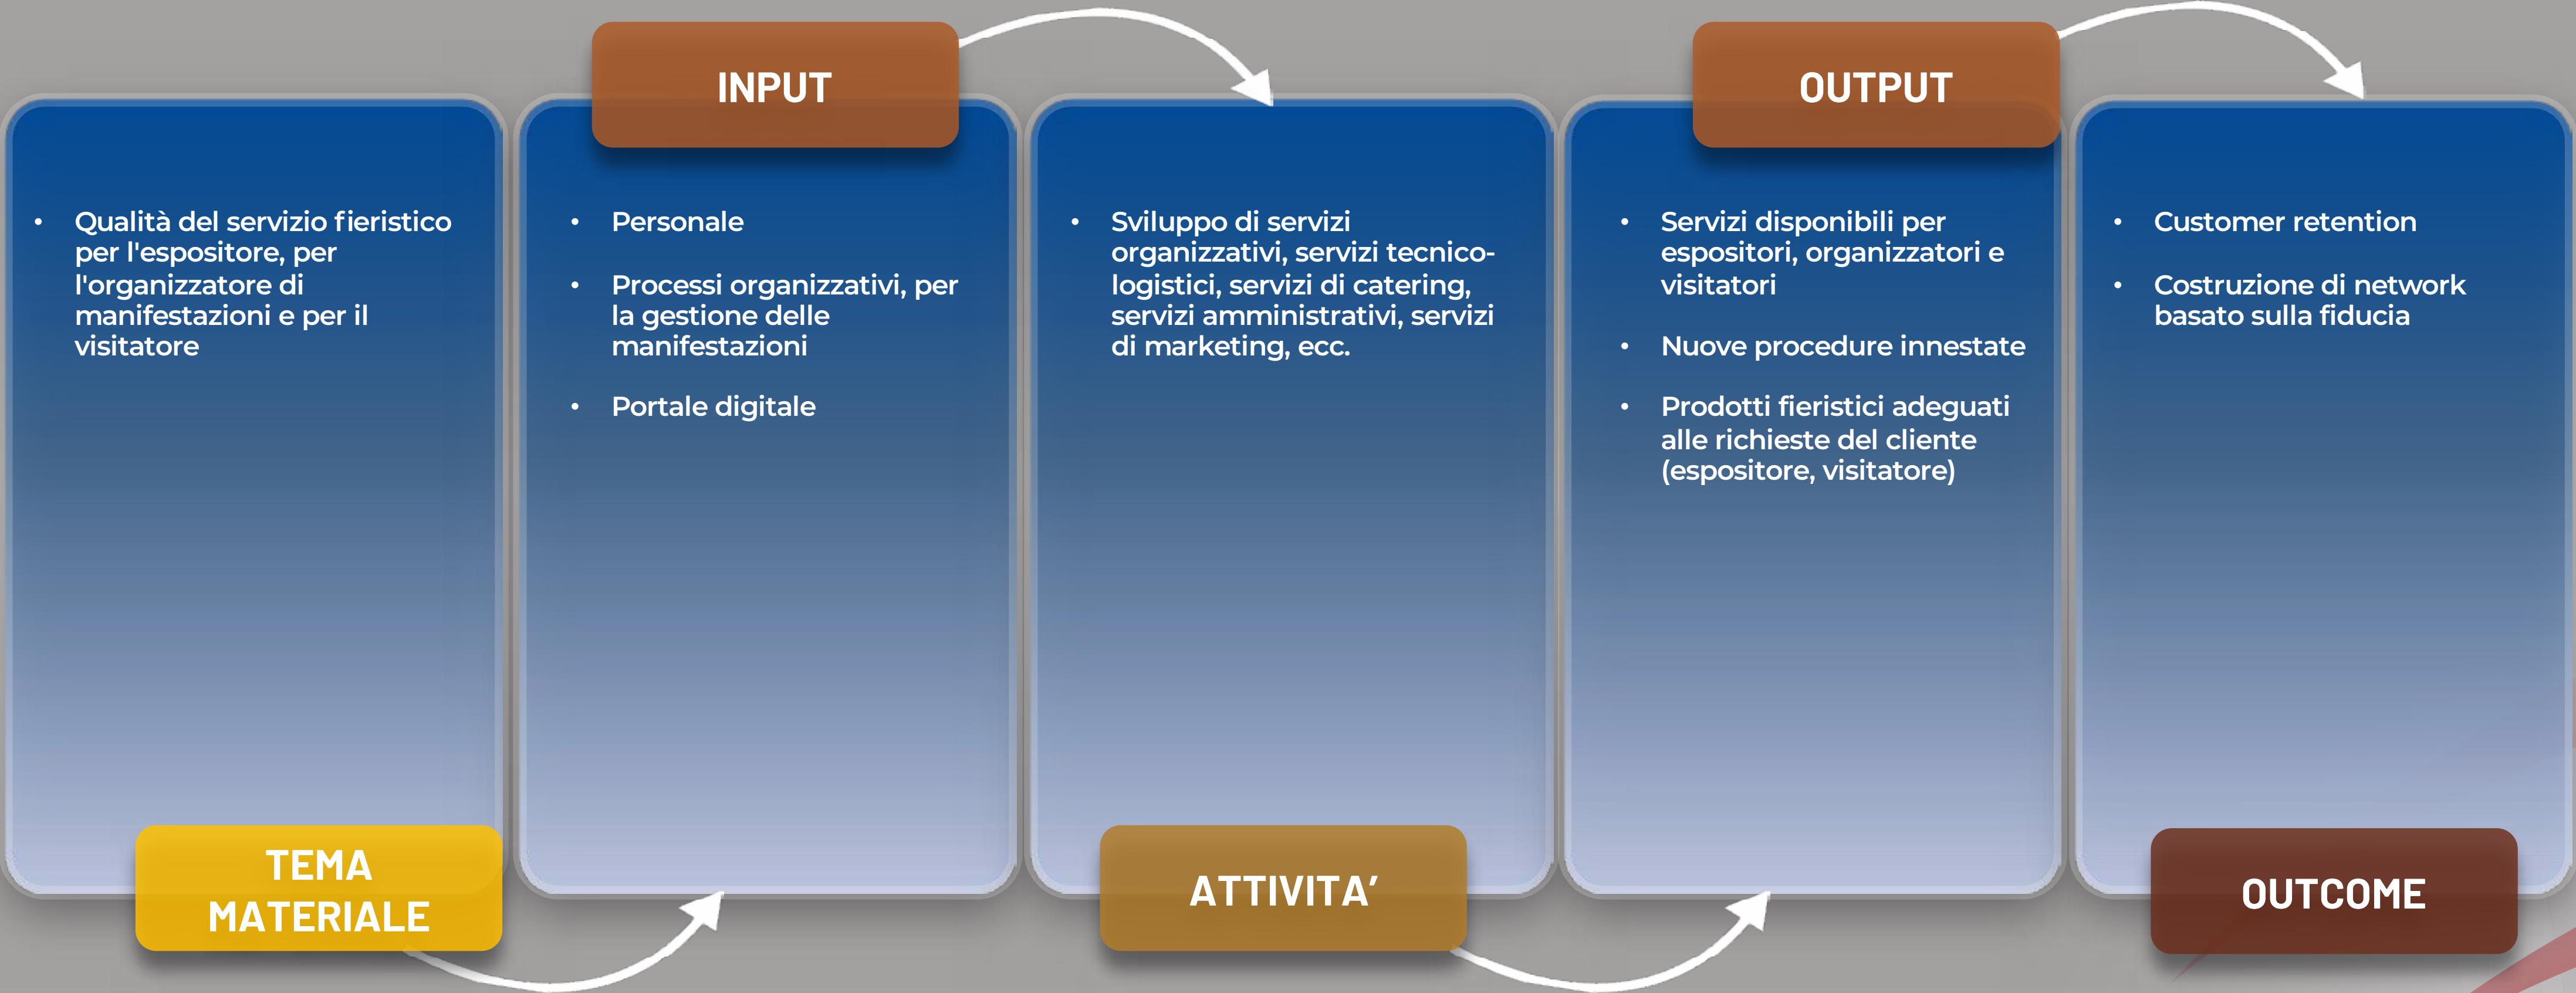 • Qualità del servizio fieristico
per l'espositore, per
l'organizzatore di
manifestazioni e per il
visitatore
TEMA
MATERIALE
INPUT
• Personale
• Processi organizzativi, per
la gestione delle
manifestazioni
• Portale digitale
• Sviluppo di servizi
organizzativi, servizi tecnico-
logistici, servizi di catering,
servizi amministrativi, servizi
di marketing, ecc.
ATTIVITA’
OUTPUT
• Servizi disponibili per
espositori, organizzatori e
visitatori
• Nuove procedure innestate
• Prodotti fieristici adeguati
alle richieste del cliente
(espositore, visitatore)
• Customer retention
• Costruzione di network
basato sulla fiducia
OUTCOME